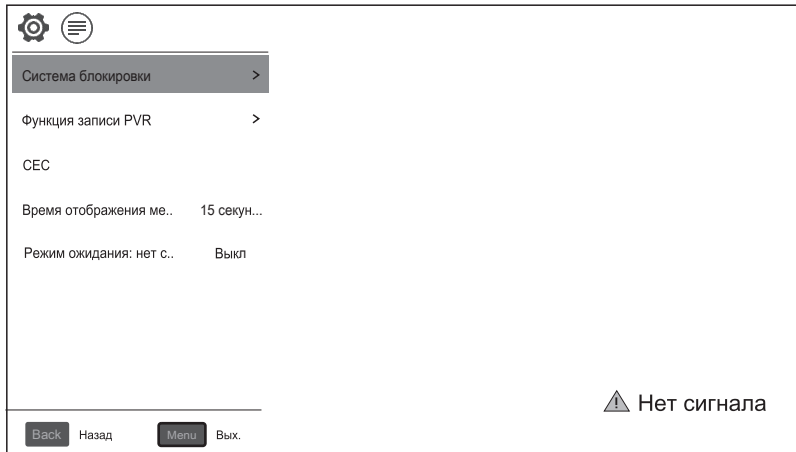 Система блокировки >
Функция записи PVR >
CEC
Время отображения ме.. 15 секун...
Режим ожидания: нет с.. Выкл
Нет сигнала
Back Назад Menu Вых.